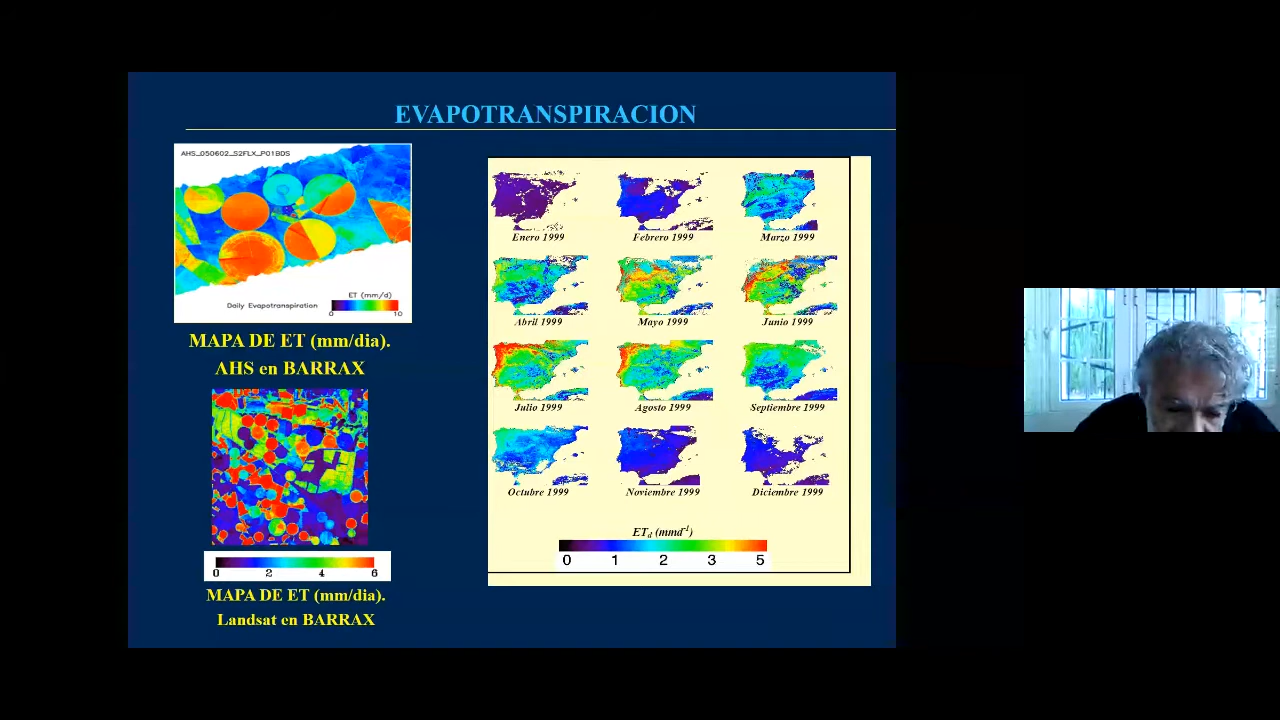 EVAPOTRANSPIRACION
AHS_050602_S2FLX_P01BDS
ET (mm/d)
Daily Evapotranspiration
0 10
MAPA DE ET (mm/dia).
AHS en BARRAX
0 2 4 6
MAPA DE ET (mm/dia).
Landsat en BARRAX
Enero 1999 Febrero 1999 Marzo 1999
Abril 1999 Mayo 1999 Junio 1999
Julio 1999 Agosto 1999 Septiembre 1999
Octubre 1999 Noviembre 1999 Diciembre 1999
ETd (mmd-1)
0 1 2 3 5